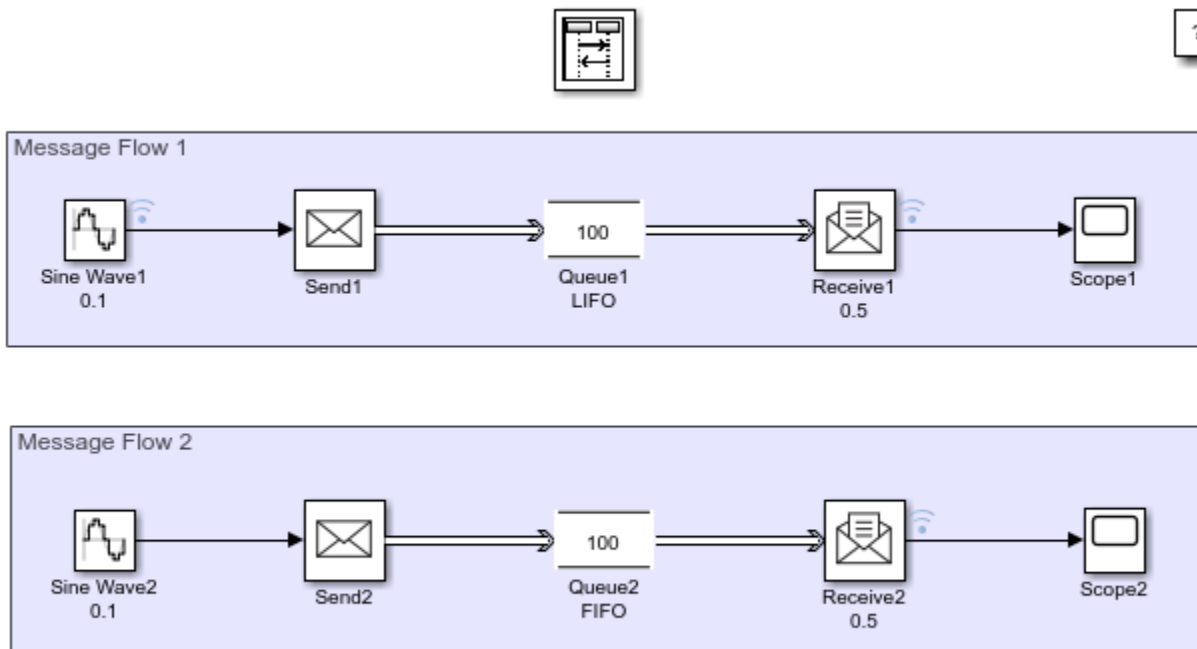 ?
Message Flow 1
100
Sine Wave1
0.1
Send1
Queue1
LIFO
Receive1
0.5
Scope1
Message Flow 2
100
Sine Wave2
0.1
Send2
Queue2
FIFO
Receive2
0.5
Scope2